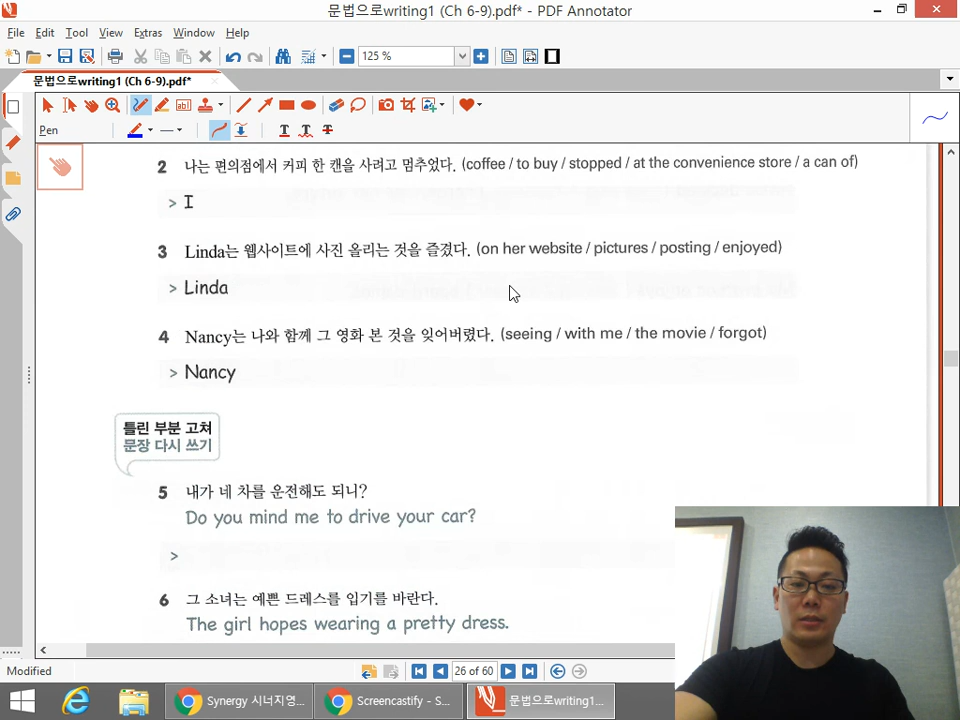 문법으로writing1 (Ch 6-9).pdf* - PDF Annotator
File Edit Tool View Extras Window Help
125 %
문법으로writing1 (Ch 6-9).pdf*
Pen
2 나는 편의점에서 커피 한 캔을 사려고 멈추었다. (coffee / to buy / stopped / at the convenience store / a can of)
> I
3 Linda는 웹사이트에 사진 올리는 것을 즐겼다. (on her website / pictures / posting / enjoyed)
> Linda
4 Nancy는 나와 함께 그 영화 본 것을 잊어버렸다. (seeing / with me / the movie / forgot)
> Nancy
틀린 부분 고쳐
문장 다시 쓰기
5 내가 네 차를 운전해도 되니?
Do you mind me to drive your car?
>
6 그 소녀는 예쁜 드레스를 입기를 바란다.
The girl hopes wearing a pretty dress.
Modified 26 of 60
Synergy 시너지영... Screencastify - S... 문법으로writing1...